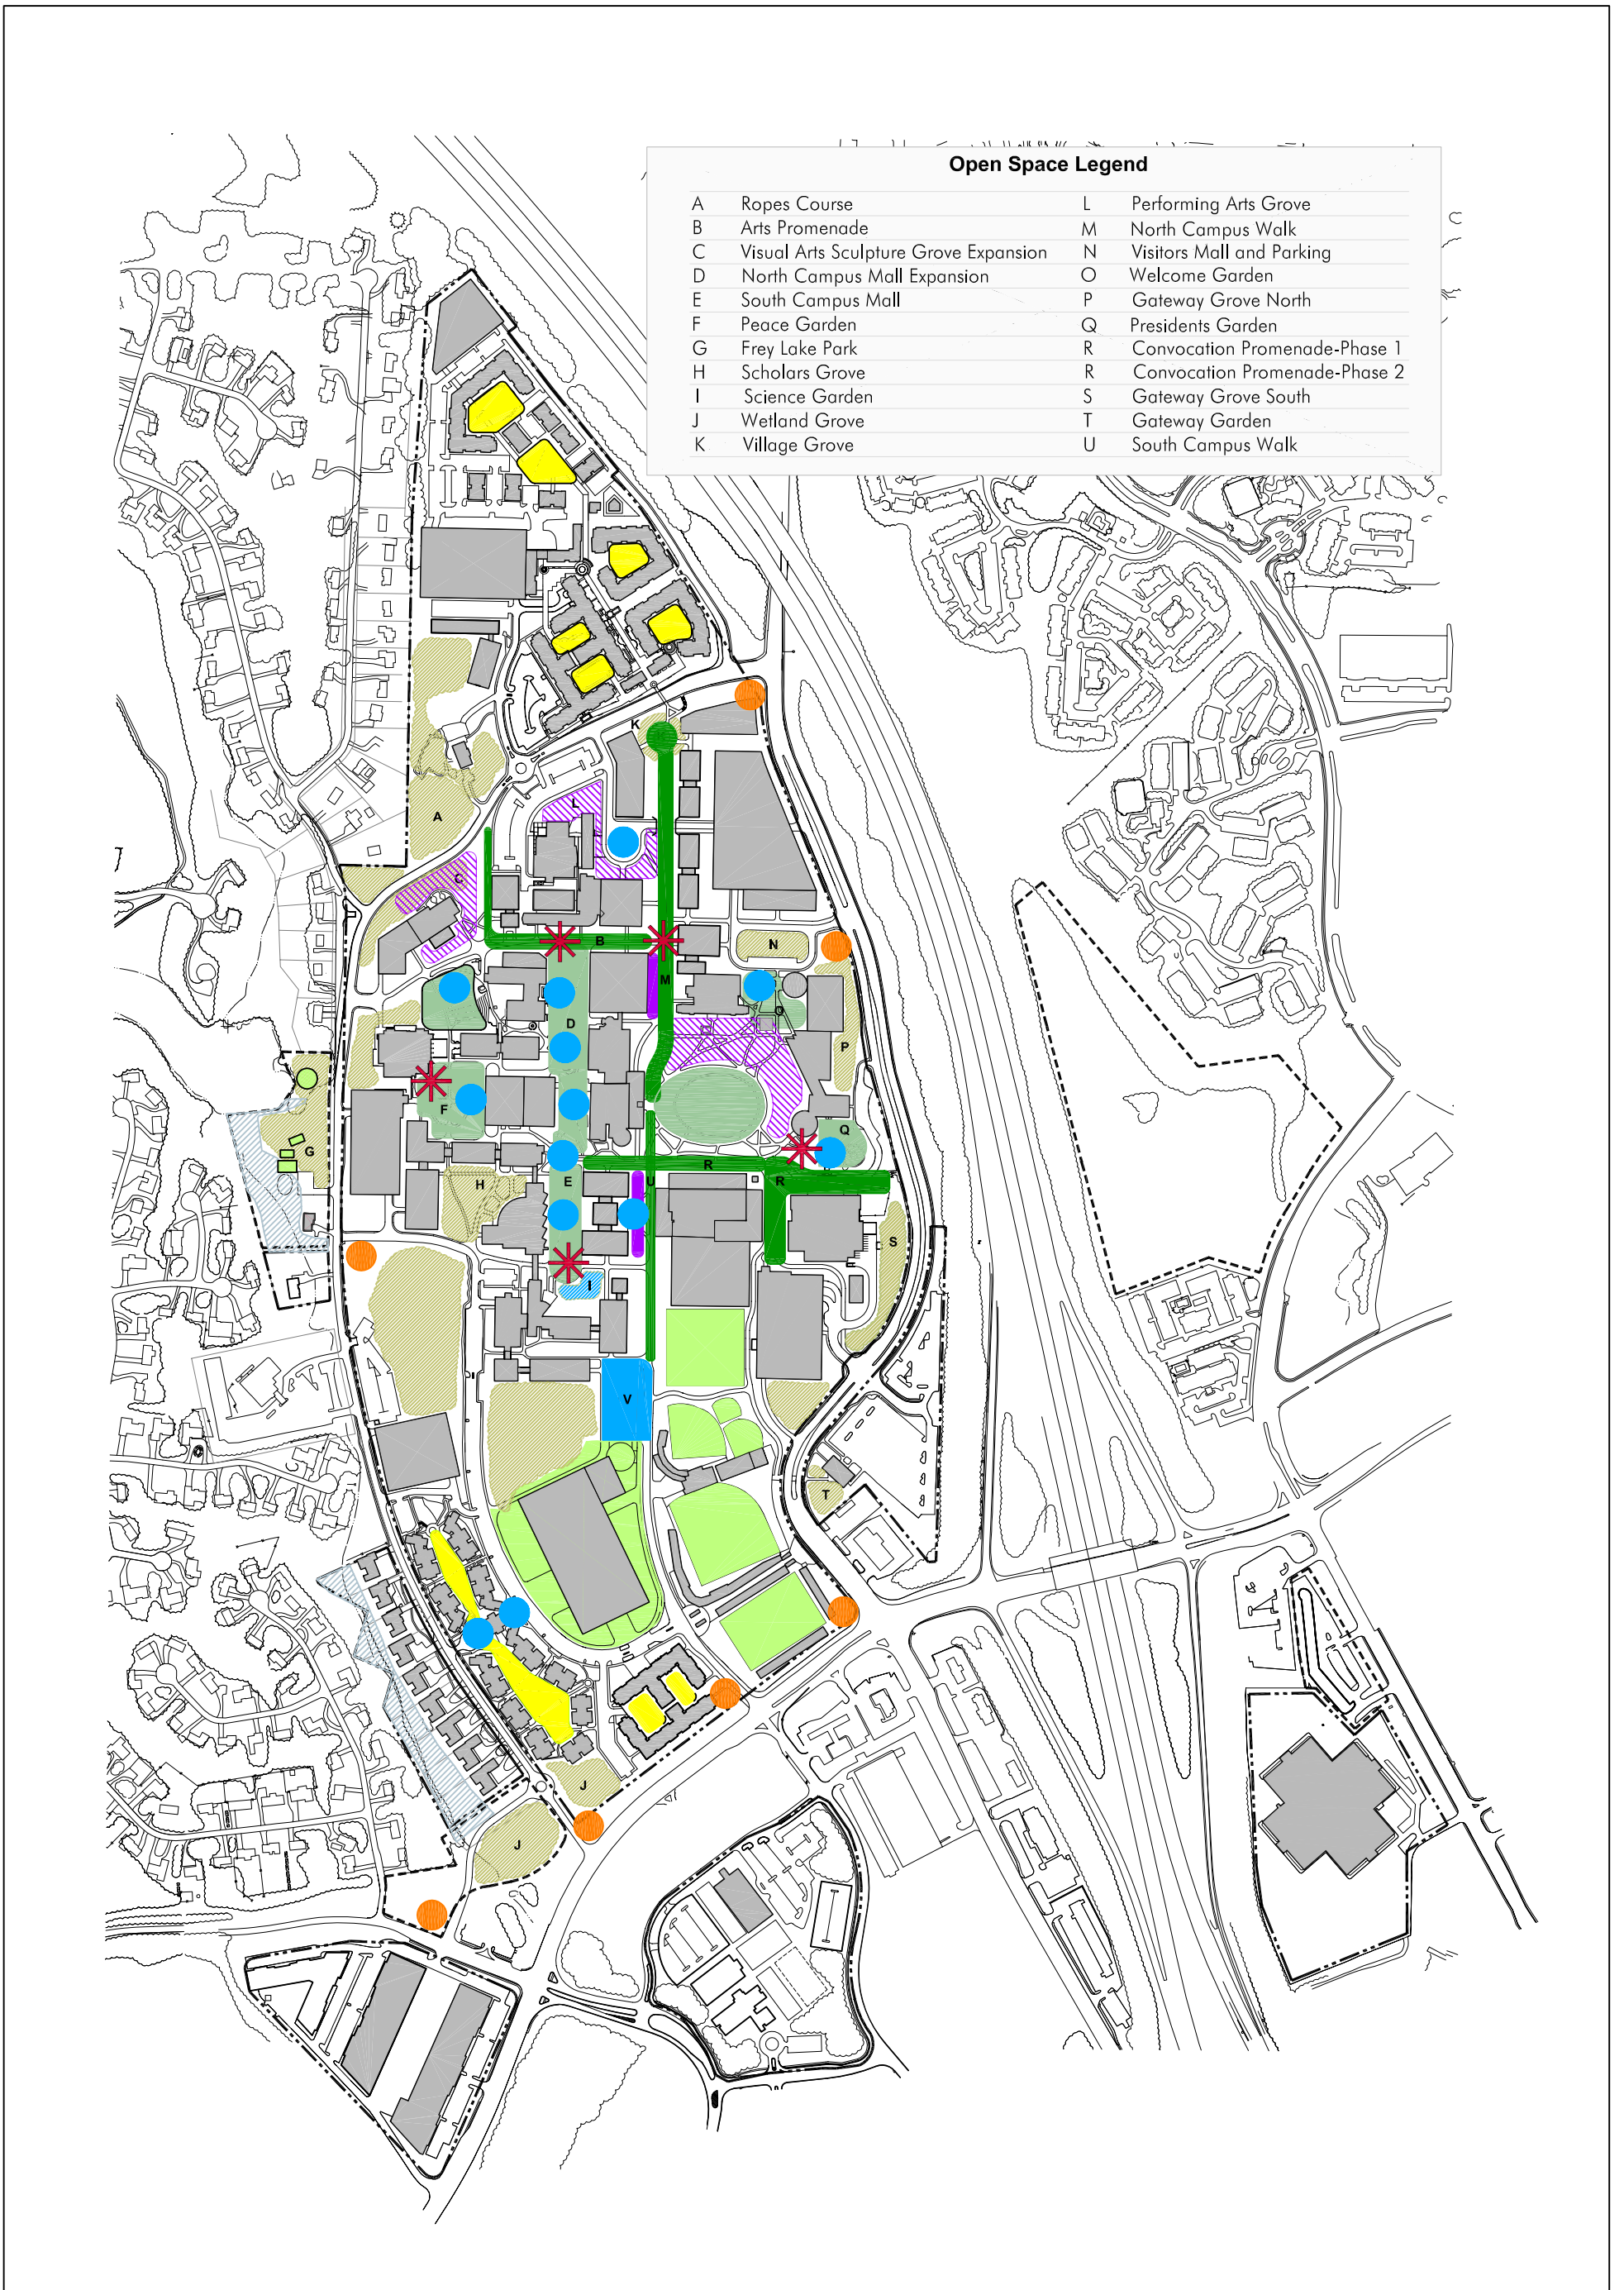 Open Space Legend
A Ropes Course L Performing Arts Grove
B Arts Promenade M North Campus Walk
C Visual Arts Sculpture Grove Expansion N Visitors Mall and Parking
D North Campus Mall Expansion O Welcome Garden
E South Campus Mall P Gateway Grove North
F Peace Garden Q Presidents Garden
G Frey Lake Park R Convocation Promenade-Phase 1
H Scholars Grove R Convocation Promenade-Phase 2
I Science Garden S Gateway Grove South
J Wetland Grove T Gateway Garden
K Village Grove U South Campus Walk
K
L
A
C
B
N
M
O
D
P
F
Q
G
R
H
E
U
R
S
I
V
T
J
J